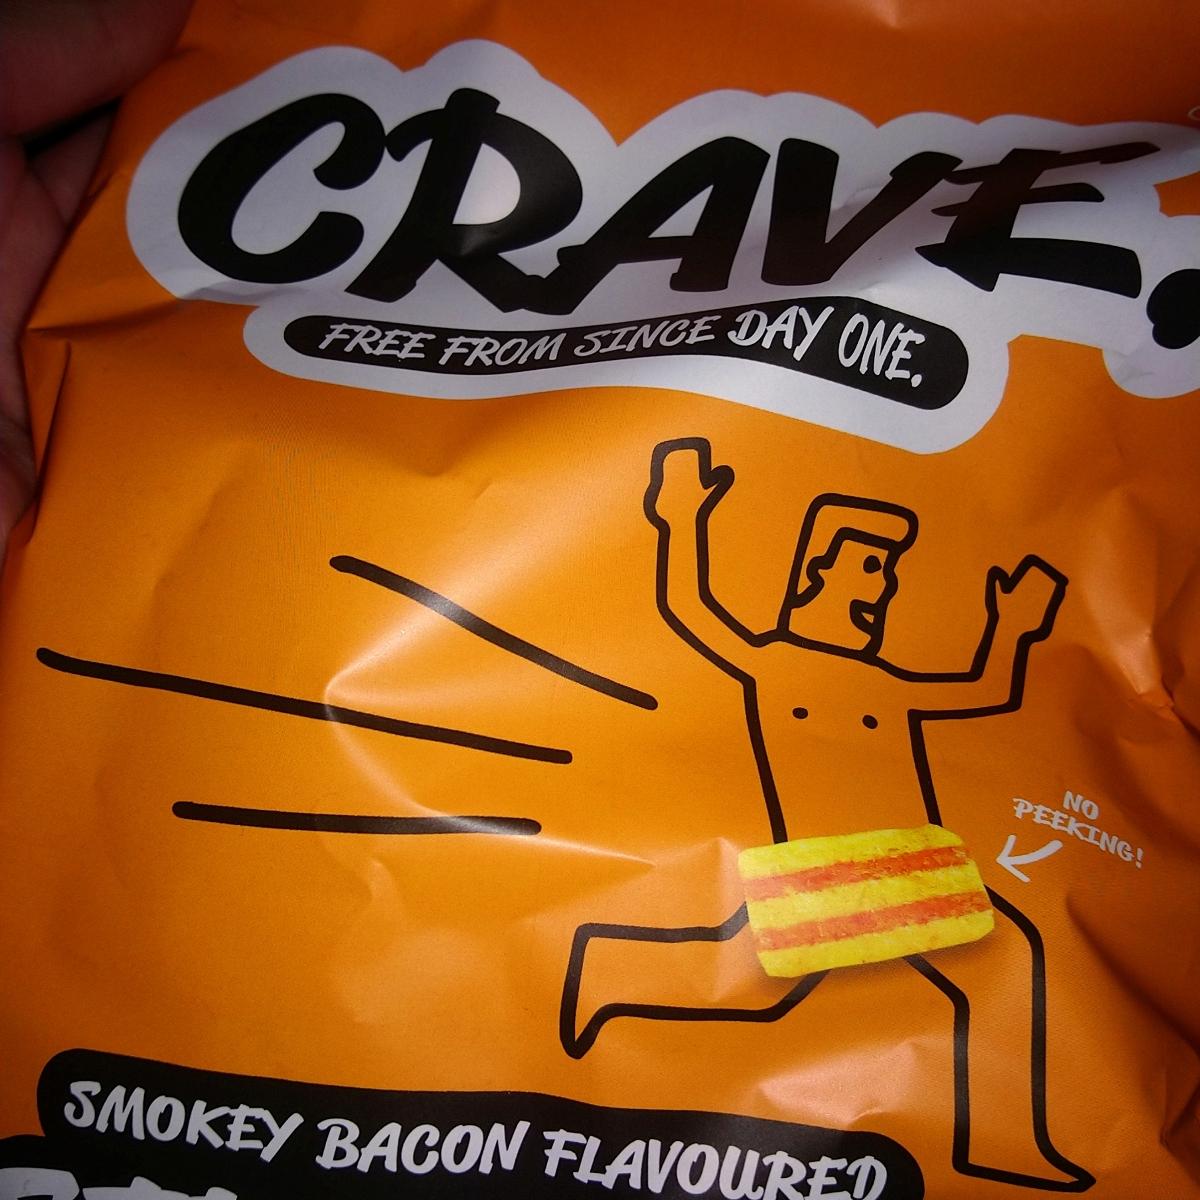 CRAVE.
FREE FROM SINCE DAY ONE.
NO
PEEKING!
SMOKEY BACON FLAVOURED